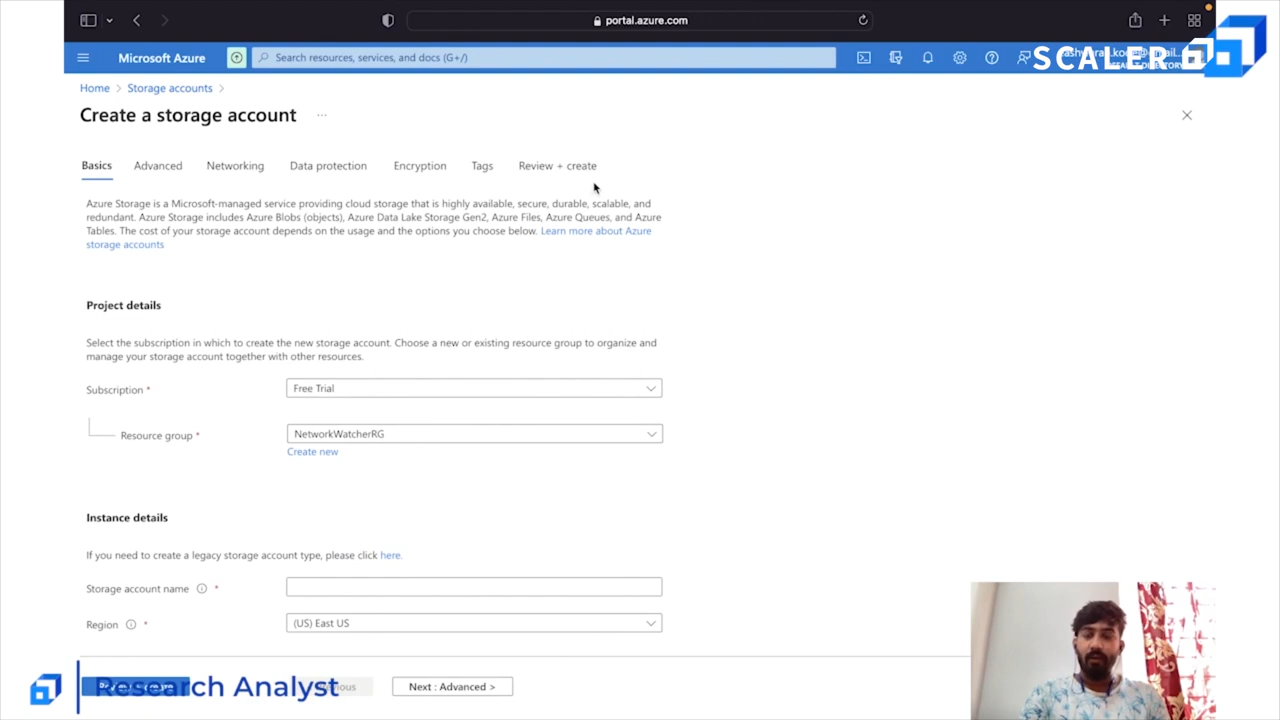 portal.azure.com
Microsoft Azure
Search resources, services, and docs (G+/)
SCALER
Home > Storage accounts >
Create a storage account ...
Basics Advanced Networking Data protection Encryption Tags Review + create
Azure Storage is a Microsoft-managed service providing cloud storage that is highly available, secure, durable, scalable, and
redundant. Azure Storage includes Azure Blobs (objects), Azure Data Lake Storage Gen2, Azure Files, Azure Queues, and Azure
Tables. The cost of your storage account depends on the usage and the options you choose below. Learn more about Azure
storage accounts
Project details
Select the subscription in which to create the new storage account. Choose a new or existing resource group to organize and
manage your storage account together with other resources.
Subscription *
Free Trial
Resource group *
NetworkWatcherRG
Create new
Instance details
If you need to create a legacy storage account type, please click here.
Storage account name *
Region *
(US) East US
Research Analyst
Next : Advanced >